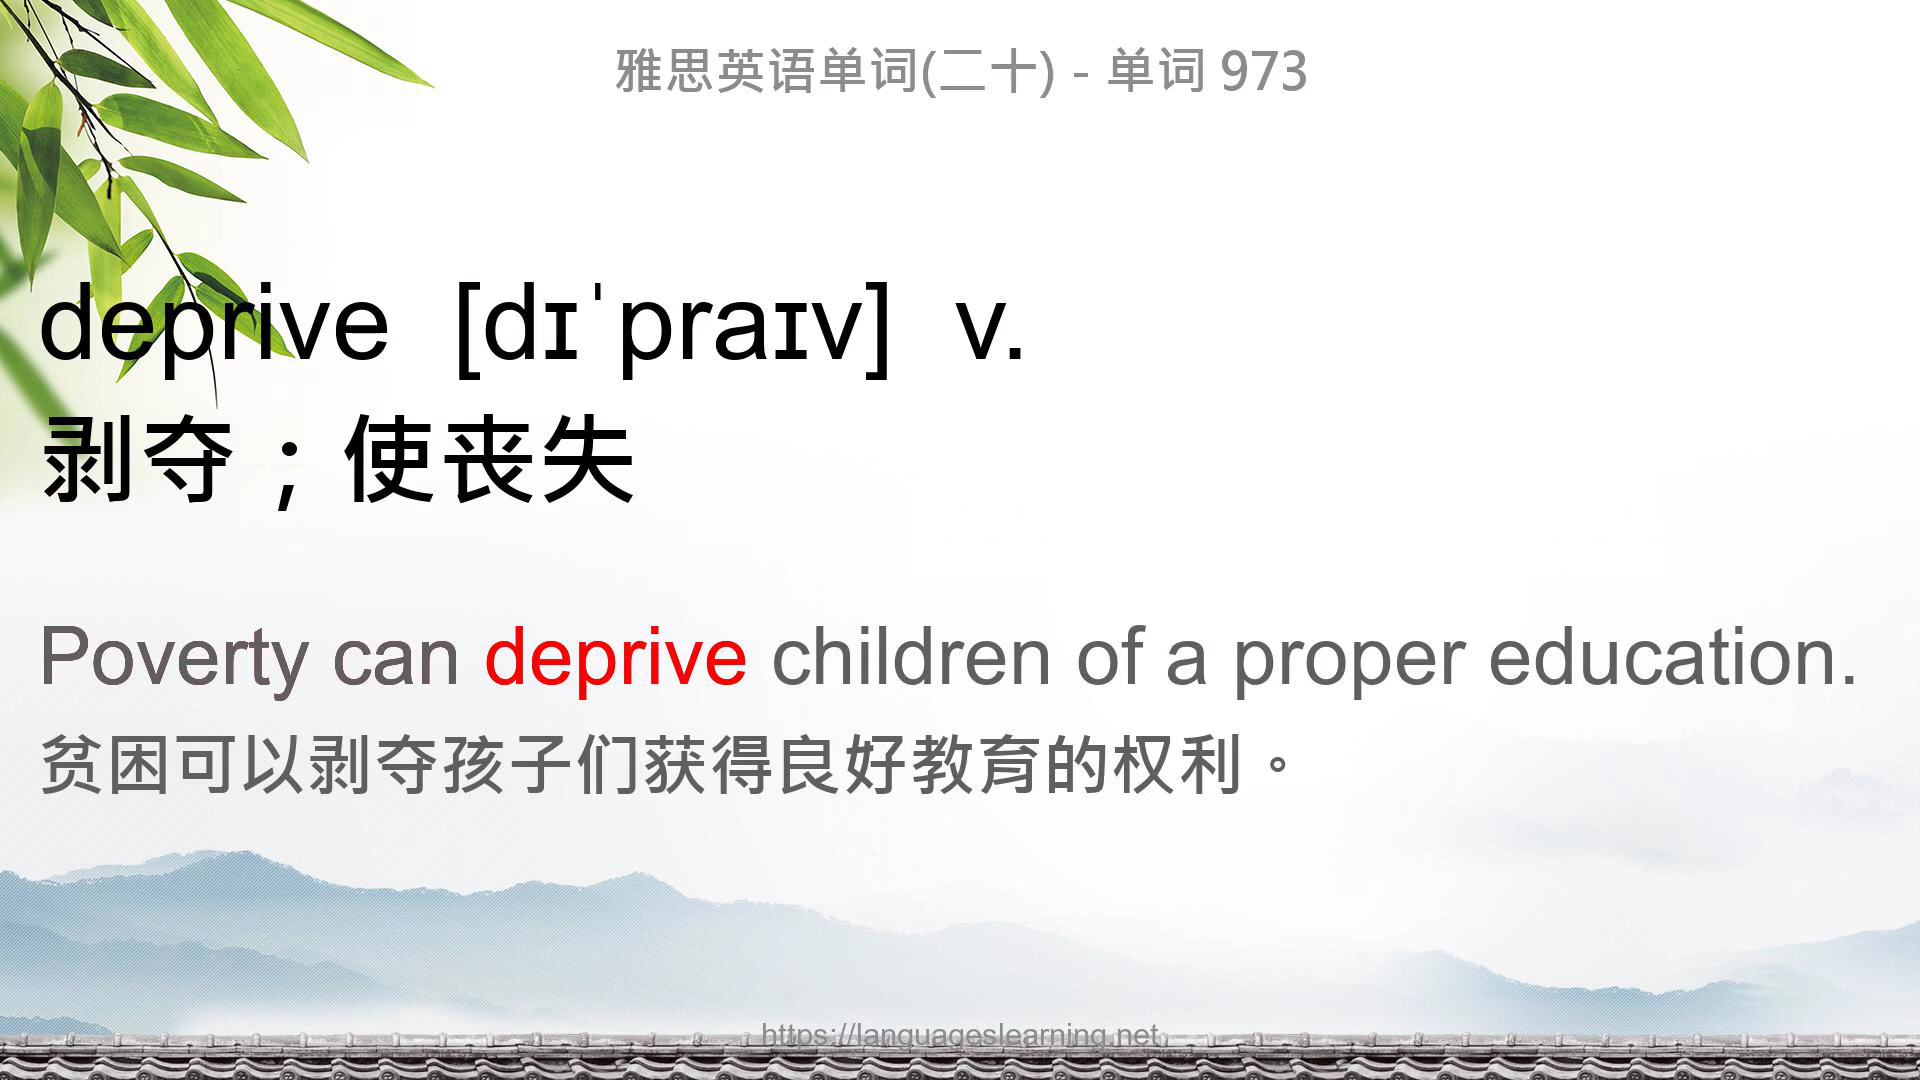 雅思英语单词(二十) - 单词 973
deprive [dɪˈpraɪv] v.
剥夺；使丧失
Poverty can deprive children of a proper education.
贫困可以剥夺孩子们获得良好教育的权利。
https://languageslearning.net